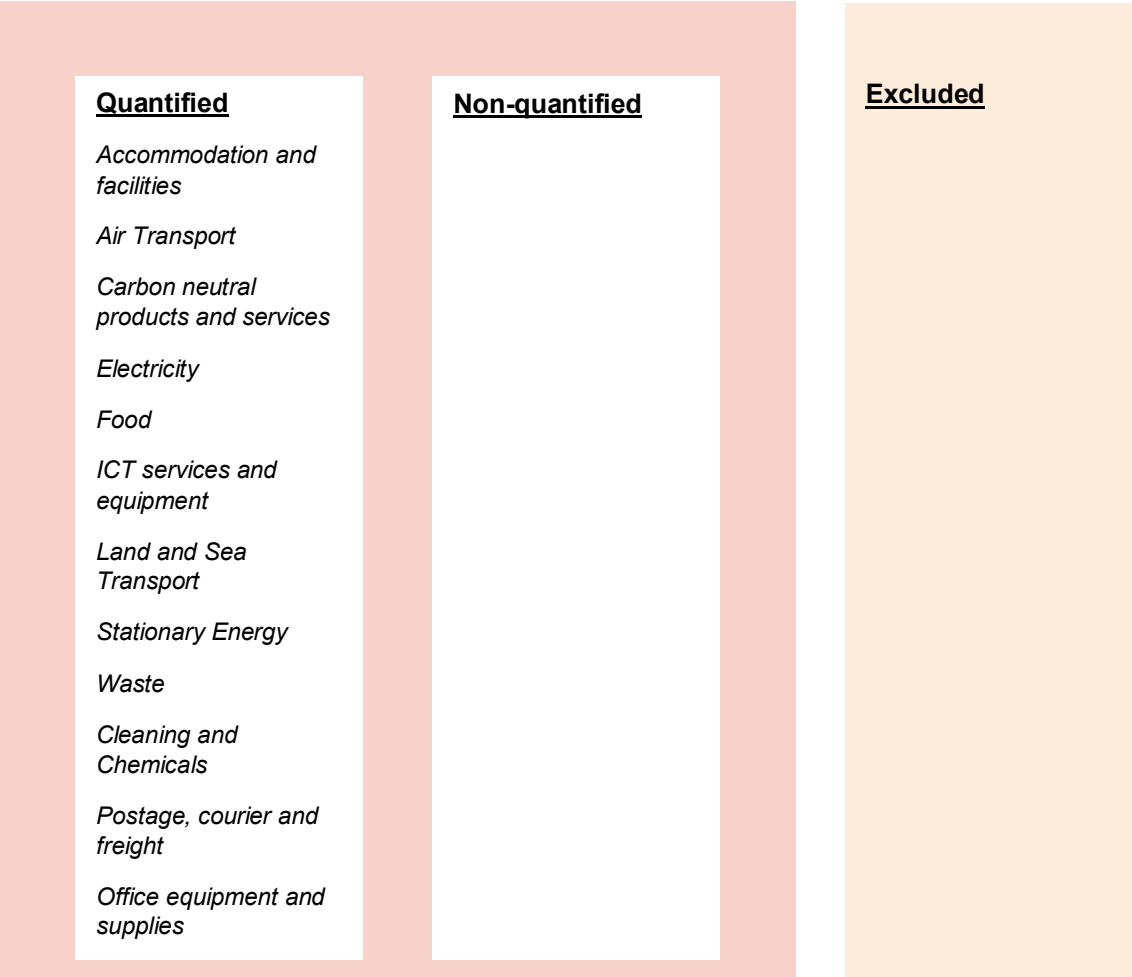 Quantified
Accommodation and
facilities
Air Transport
Carbon neutral
products and services
Electricity
Food
ICT services and
equipment
Land and Sea
Transport
Stationary Energy
Waste
Cleaning and
Chemicals
Postage, courier and
freight
Office equipment and
supplies
Non-quantified
Excluded